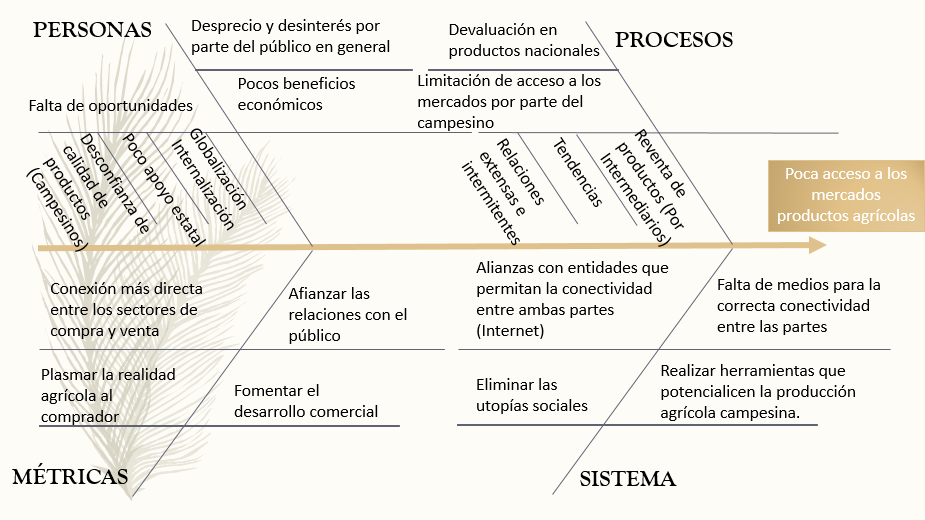 PERSONAS
Desprecio y desinterés por
parte del público en general
Devaluación en
productos nacionales
PROCESOS
Falta de oportunidades
Pocos beneficios
económicos
Limitación de acceso a los
mercados por parte del
campesino
Desconfianza de
calidad de
productos
(Campesinos)
Poco apoyo estatal
Globalización
Internalización
Relaciones
extensas e
intermitentes
Tendencias
Reventa de
productos (Por
Intermediarios)
Poca acceso a los
mercados
productos agrícolas
Conexión más directa
entre los sectores de
compra y venta
Afianzar las
relaciones con el
público
Alianzas con entidades que
permitan la conectividad
entre ambas partes
(Internet)
Falta de medios para la
correcta conectividad
entre las partes
Plasmar la realidad
agrícola al
comprador
Fomentar el
desarrollo comercial
Eliminar las
utopías sociales
Realizar herramientas que
potencialicen la producción
agrícola campesina.
MÉTRICAS
SISTEMA